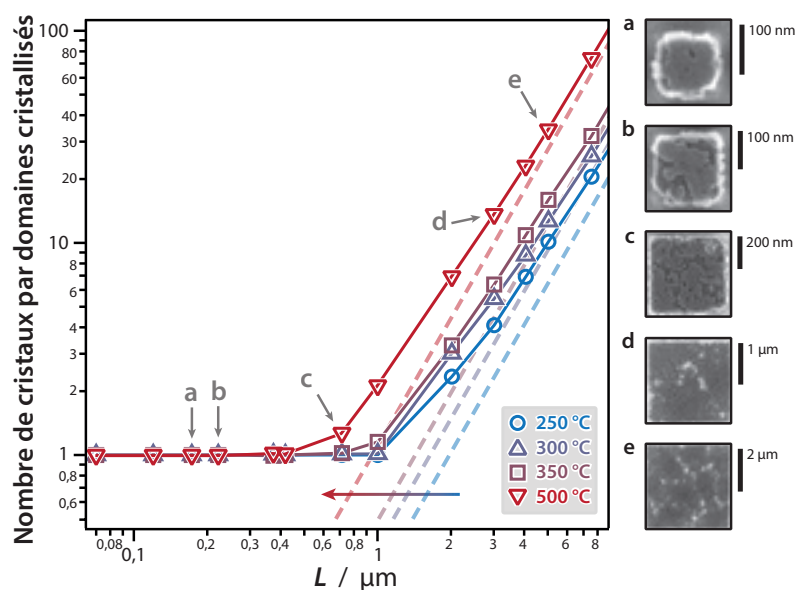 Nombre de cristaux par domaines cristallisés
100
8
60
4
30
20
10
8
6
4
3
2
1
0,8
0,6
0,08
0,1
0,2
0,3
0,4
0,6
0,8
1
2
3
4
6
8
L / µm
a
b
c
d
e
250 °C
300 °C
350 °C
500 °C
a
100 nm
b
100 nm
c
200 nm
d
1 µm
e
2 µm